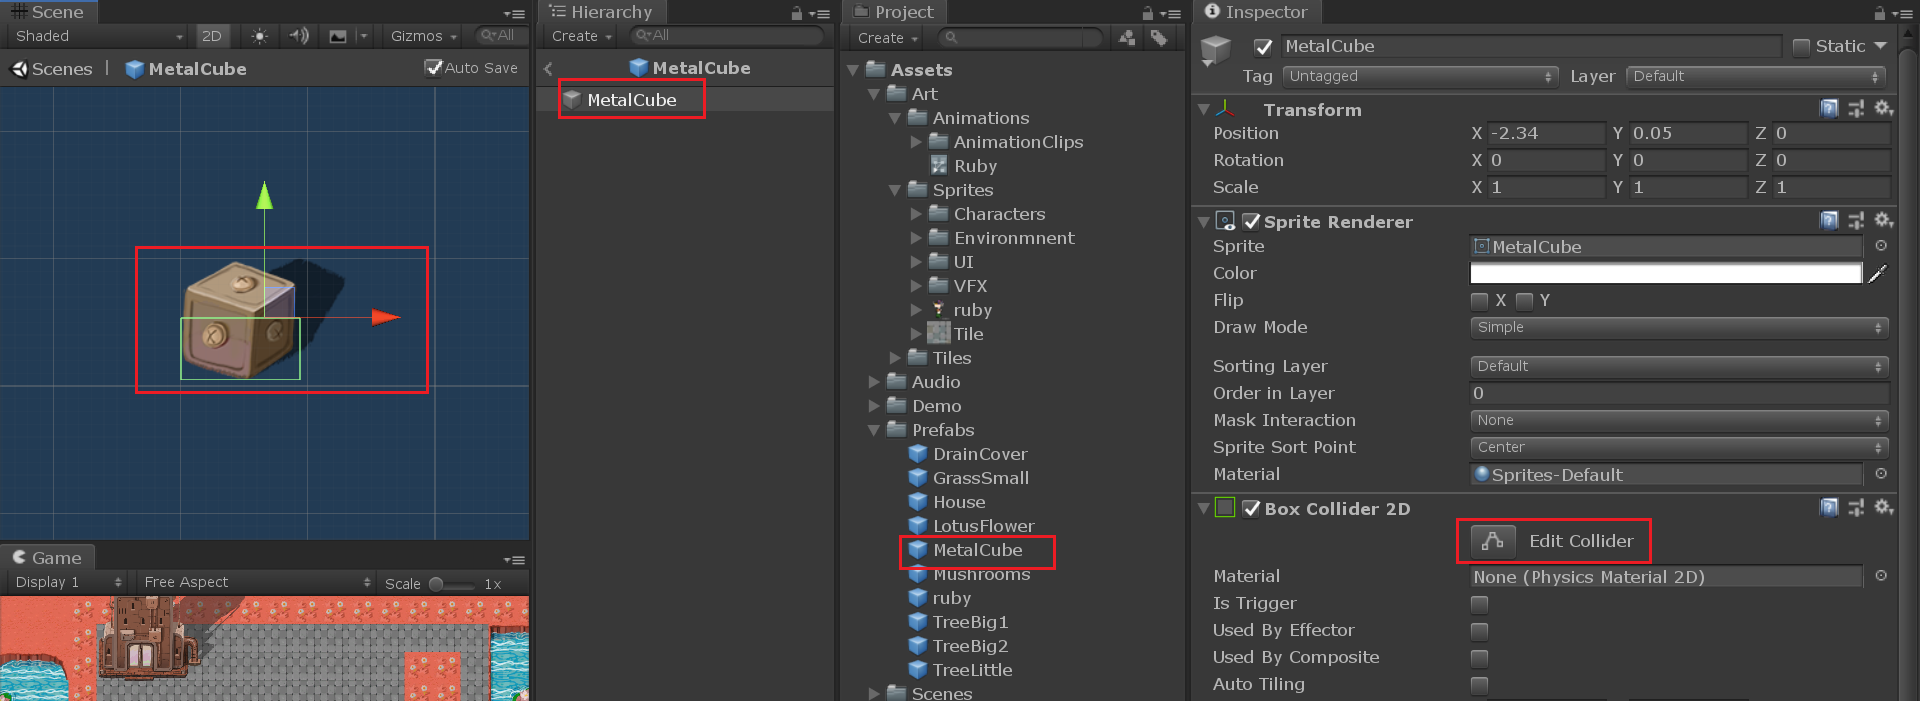 Scene
Shaded
2D
Gizmos
All
Scenes | MetalCube
Auto Save
Game
Display 1
Free Aspect
Scale
1x
Hierarchy
Create
All
MetalCube
MetalCube
Project
Create
Assets
Art
Animations
AnimationClips
Ruby
Sprites
Characters
Environmnent
UI
VFX
ruby
Tile
Tiles
Audio
Demo
Prefabs
DrainCover
GrassSmall
House
LotusFlower
MetalCube
Mushrooms
ruby
TreeBig1
TreeBig2
TreeLittle
Scenes
Inspector
MetalCube
Static
Tag Untagged Layer Default
Transform
Position X -2.34 Y 0.05 Z 0
Rotation X 0 Y 0 Z 0
Scale X 1 Y 1 Z 1
Sprite Renderer
Sprite MetalCube
Color
Flip X Y
Draw Mode Simple
Sorting Layer Default
Order in Layer 0
Mask Interaction None
Sprite Sort Point Center
Material Sprites-Default
Box Collider 2D
Edit Collider
Material None (Physics Material 2D)
Is Trigger
Used By Effector
Used By Composite
Auto Tiling